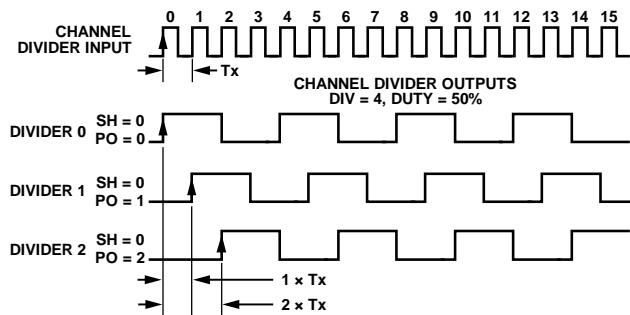 0 1 2 3 4 5 6 7 8 9 10 11 12 13 14 15
CHANNEL
DIVIDER INPUT
Tx
CHANNEL DIVIDER OUTPUTS
DIV = 4, DUTY = 50%
DIVIDER 0 SH = 0
PO = 0
DIVIDER 1 SH = 0
PO = 1
DIVIDER 2 SH = 0
PO = 2
1 × Tx
2 × Tx